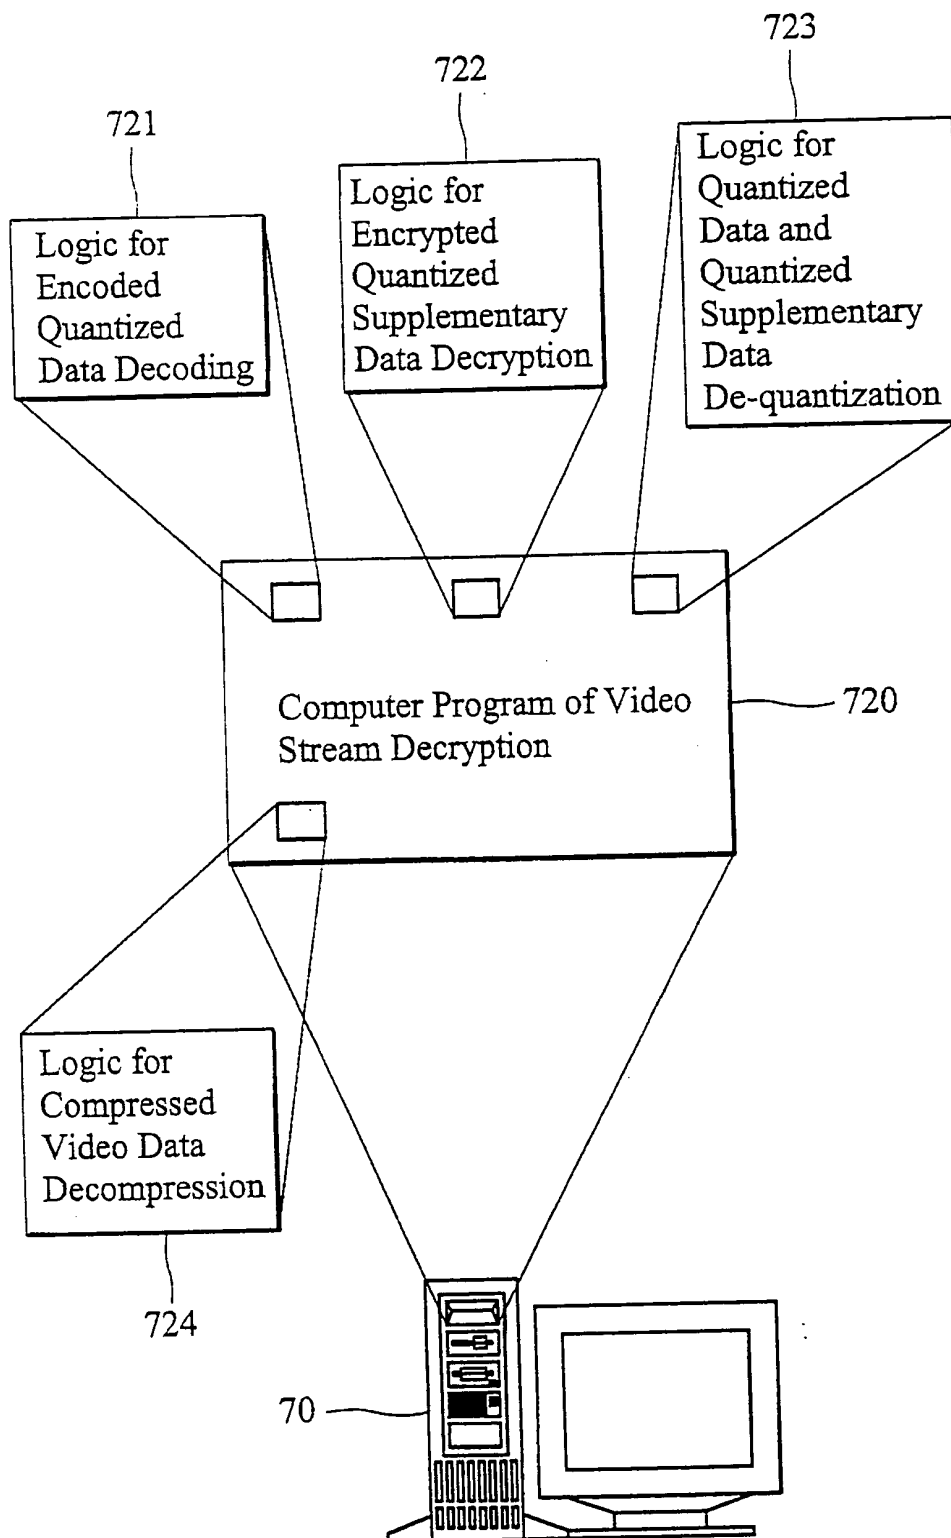 723
722
721
Logic for
Quantized
Data and
Quantized
Supplementary
Data
De-quantization
Logic for
Encrypted
Quantized
Supplementary
Data Decryption
Logic for
Encoded
Quantized
Data Decoding
Computer Program of Video
Stream Decryption
720
Logic for
Compressed
Video Data
Decompression
724
70